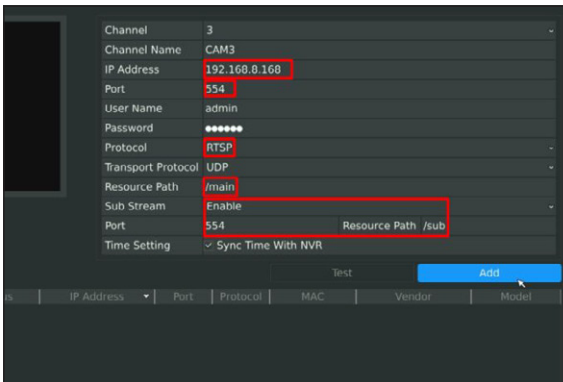 Channel 3
Channel Name CAM3
IP Address 192.168.8.168
Port 554
User Name admin
Password ●●●●●●
Protocol RTSP
Transport Protocol UDP
Resource Path /main
Sub Stream Enable
Port 554 Resource Path /sub
Time Setting Sync Time With NVR
Test Add
IP Address Port Protocol MAC Vendor Model